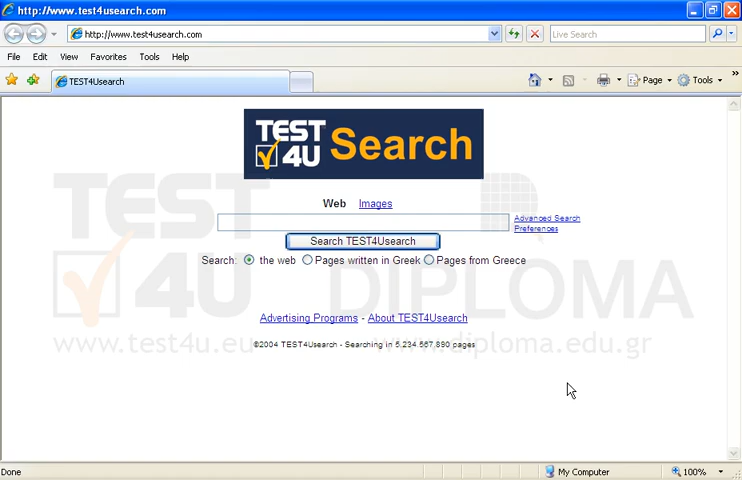 http://www.test4usearch.com
http://www.test4usearch.com
Live Search
File Edit View Favorites Tools Help
TEST4Usearch
Page Tools
TEST 4U Search
Web Images
Advanced Search
Preferences
Search TEST4Usearch
Search: the web Pages written in Greek Pages from Greece
TEST 4U DIPLOMA
Advertising Programs - About TEST4Usearch
www.test4u.eu www.diploma.edu.gr
©2004 TEST4Usearch - Searching in 5.234.567.890 pages
Done My Computer 100%